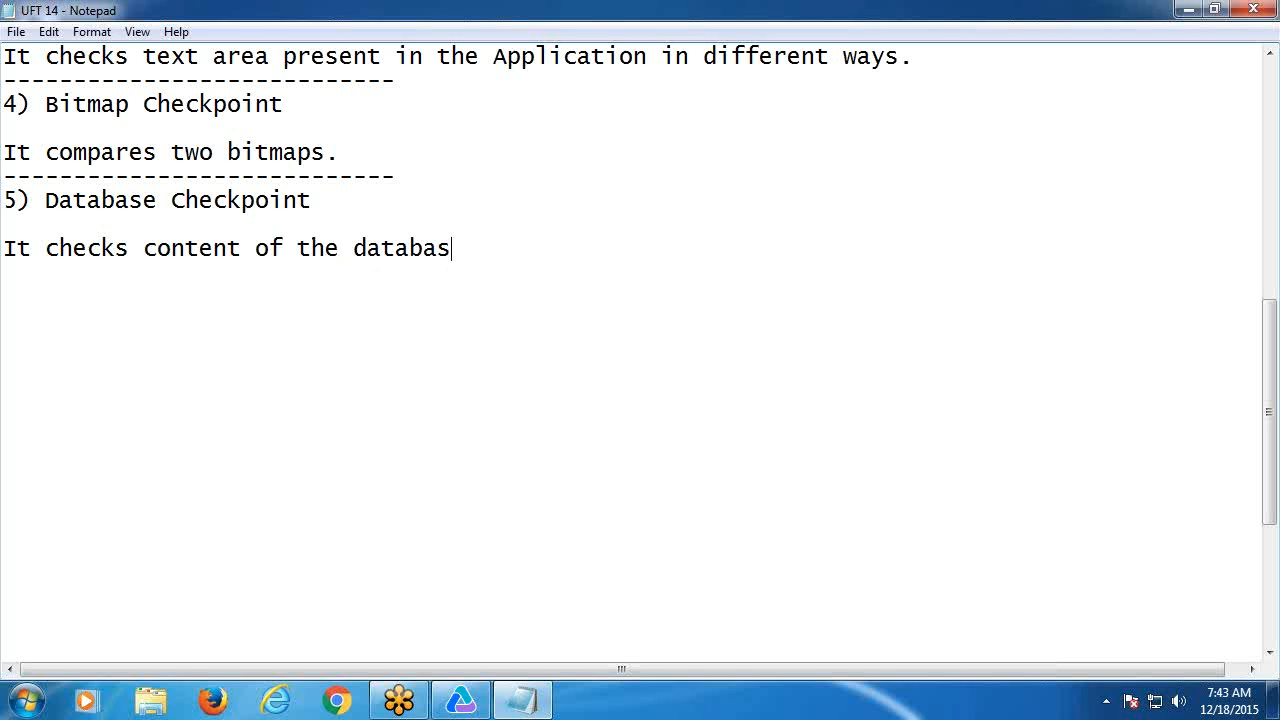 UFT 14 - Notepad
File Edit Format View Help
It checks text area present in the Application in different ways.
----------------------------
4) Bitmap Checkpoint
It compares two bitmaps.
----------------------------
5) Database Checkpoint
It checks content of the databas
7:43 AM
12/18/2015